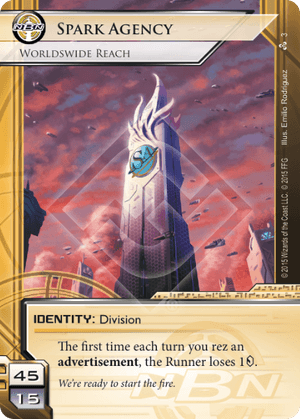 NBN
SPARK AGENCY
WORLDSWIDE REACH
3
Illus. Emilio Rodriguez
SA
© 2015 Wizards of the Coast LLC. © 2015 FFG
IDENTITY: Division
The first time each turn you rez an
advertisement, the Runner loses 1.
We're ready to start the fire.
45
15
NBN